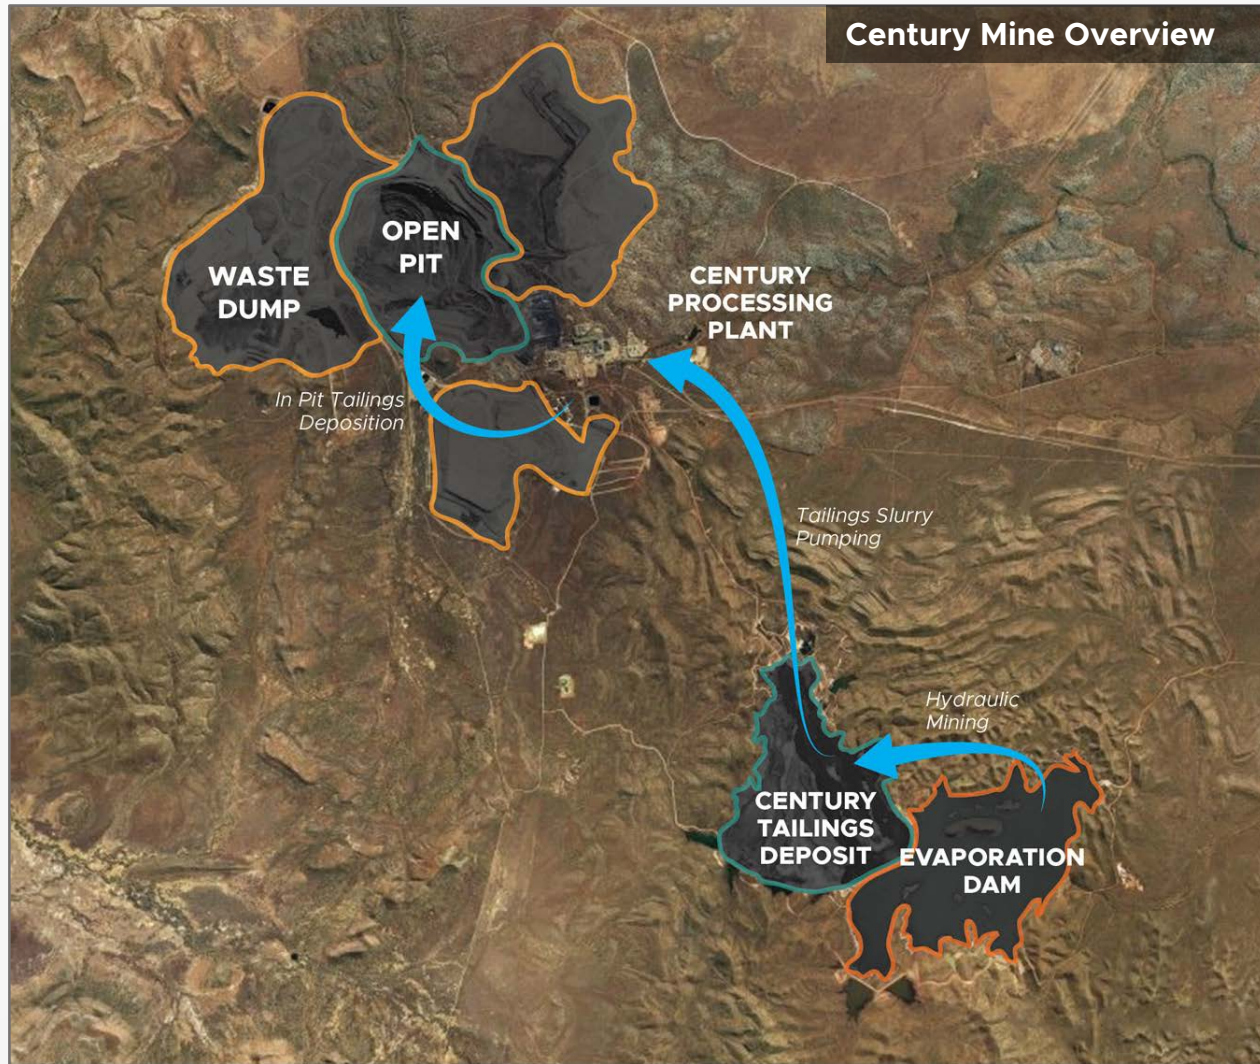 Century Mine Overview
OPEN
PIT
WASTE
DUMP
CENTURY
PROCESSING
PLANT
In Pit Tailings
Deposition
Tailings Slurry
Pumping
Hydraulic
Mining
CENTURY
TAILINGS
DEPOSIT
EVAPORATION
DAM